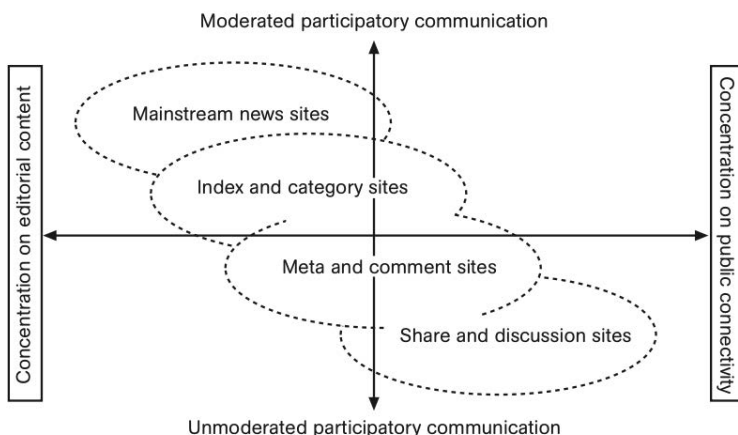 Moderated participatory communication
Concentration on editorial content
Concentration on public connectivity
Mainstream news sites
Index and category sites
Meta and comment sites
Share and discussion sites
Unmoderated participatory communication